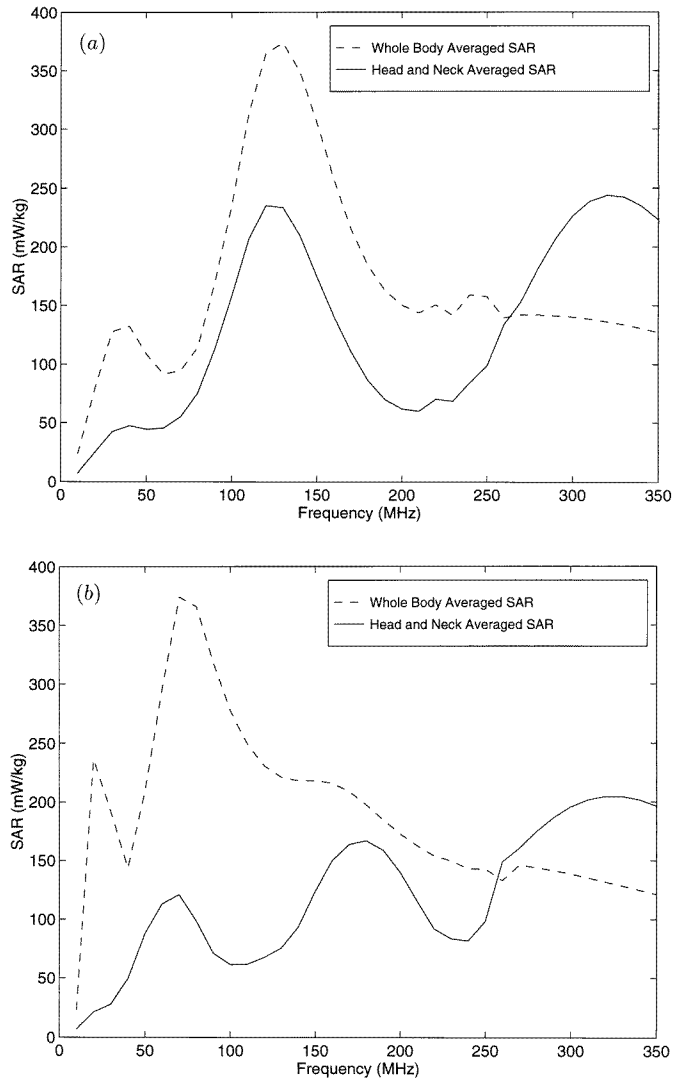 (a)
Whole Body Averaged SAR
Head and Neck Averaged SAR
400
350
300
250
200
150
100
50
0
SAR (mW/kg)
0 50 100 150 200 250 300 350
Frequency (MHz)
(b)
Whole Body Averaged SAR
Head and Neck Averaged SAR
400
350
300
250
200
150
100
50
0
SAR (mW/kg)
0 50 100 150 200 250 300 350
Frequency (MHz)